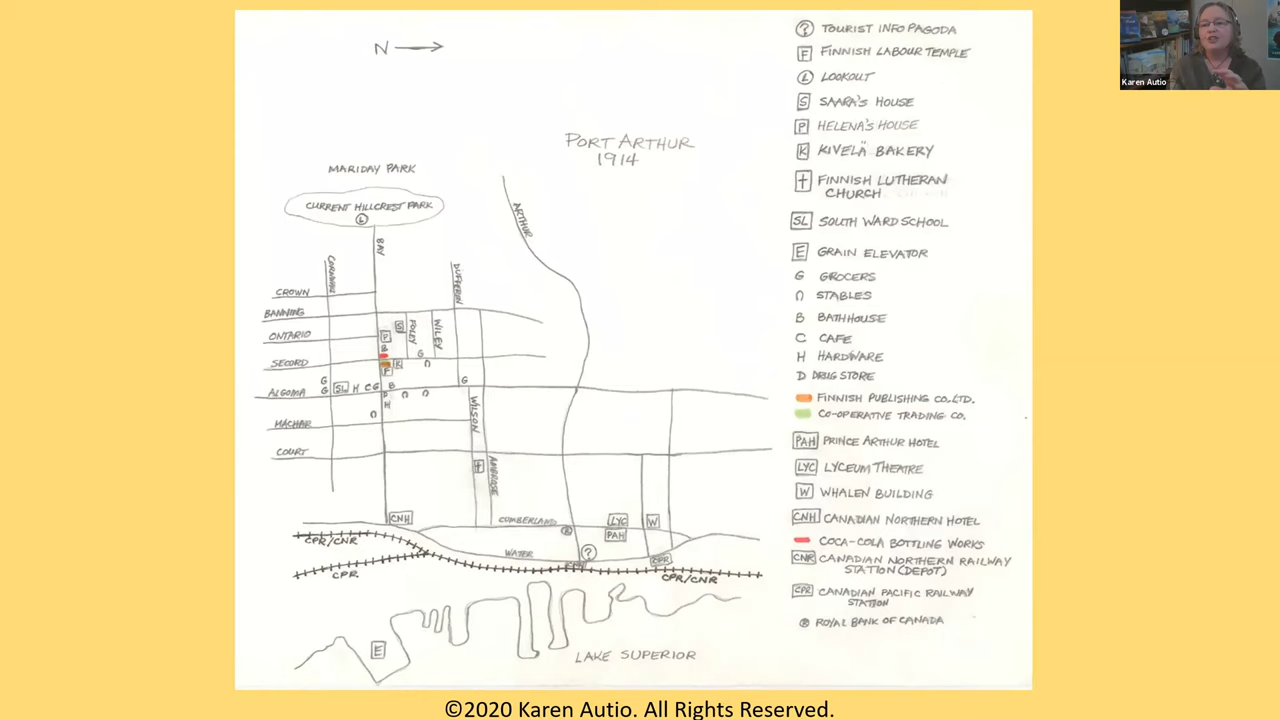 N
PORT ARTHUR
1914
MARIDAY PARK
CURRENT HILLCREST PARK
L
BAY
ARTHUR
CORNWALL
DUFFERIN
CROWN
BANNING
ONTARIO
SECORD
ALGOMA
MACHAR
COURT
FOLEY
WILEY
WILSON
AMBROSE
S
P
B
K
F
G
G
G
SL
H
C
G
B
D
H
G
CNH
CUMBERLAND
LYC
W
PAH
R
WATER
?
CPR
CPR/CNR
CPR
CPR/CNR
E
LAKE SUPERIOR
? TOURIST INFO PAGODA
F FINNISH LABOUR TEMPLE
L LOOKOUT
S SAARA'S HOUSE
P HELENA'S HOUSE
K KIVELÄ BAKERY
FINNISH LUTHERAN
CHURCH
SL SOUTH WARD SCHOOL
E GRAIN ELEVATOR
G GROCERS
STABLES
B BATHHOUSE
C CAFE
H HARDWARE
D DRUG STORE
FINNISH PUBLISHING CO. LTD.
CO-OPERATIVE TRADING CO.
PAH PRINCE ARTHUR HOTEL
LYC LYCEUM THEATRE
W WHALEN BUILDING
CNH CANADIAN NORTHERN HOTEL
COCA-COLA BOTTLING WORKS
CNR CANADIAN NORTHERN RAILWAY
STATION (DEPOT)
CPR CANADIAN PACIFIC RAILWAY
STATION
R ROYAL BANK OF CANADA
Karen Autio
©2020 Karen Autio. All Rights Reserved.